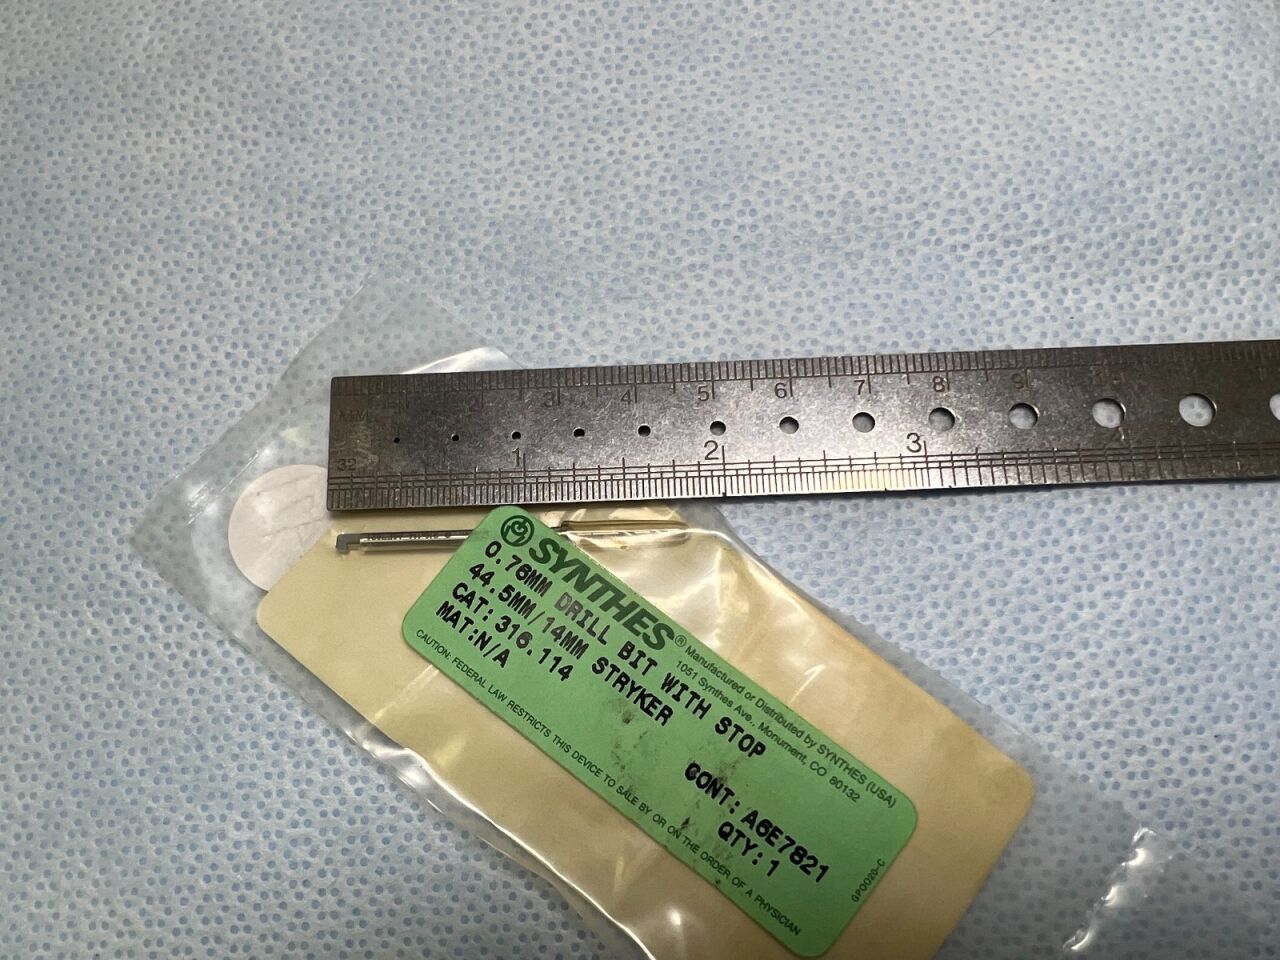 MM 1 2 3 4 5 6 7 8 9
32 1 2 3 4
SYNTHES®
0.76MM DRILL BIT WITH STOP
44.5MM/14MM STRYKER
CAT: 316.114
MAT:N/A
CONT: A6E7821
QTY: 1
Manufactured or Distributed by SYNTHES (USA)
1051 Synthes Ave., Monument, CO 80132
CAUTION: FEDERAL LAW RESTRICTS THIS DEVICE TO SALE BY OR ON THE ORDER OF A PHYSICIAN
GP0020-C